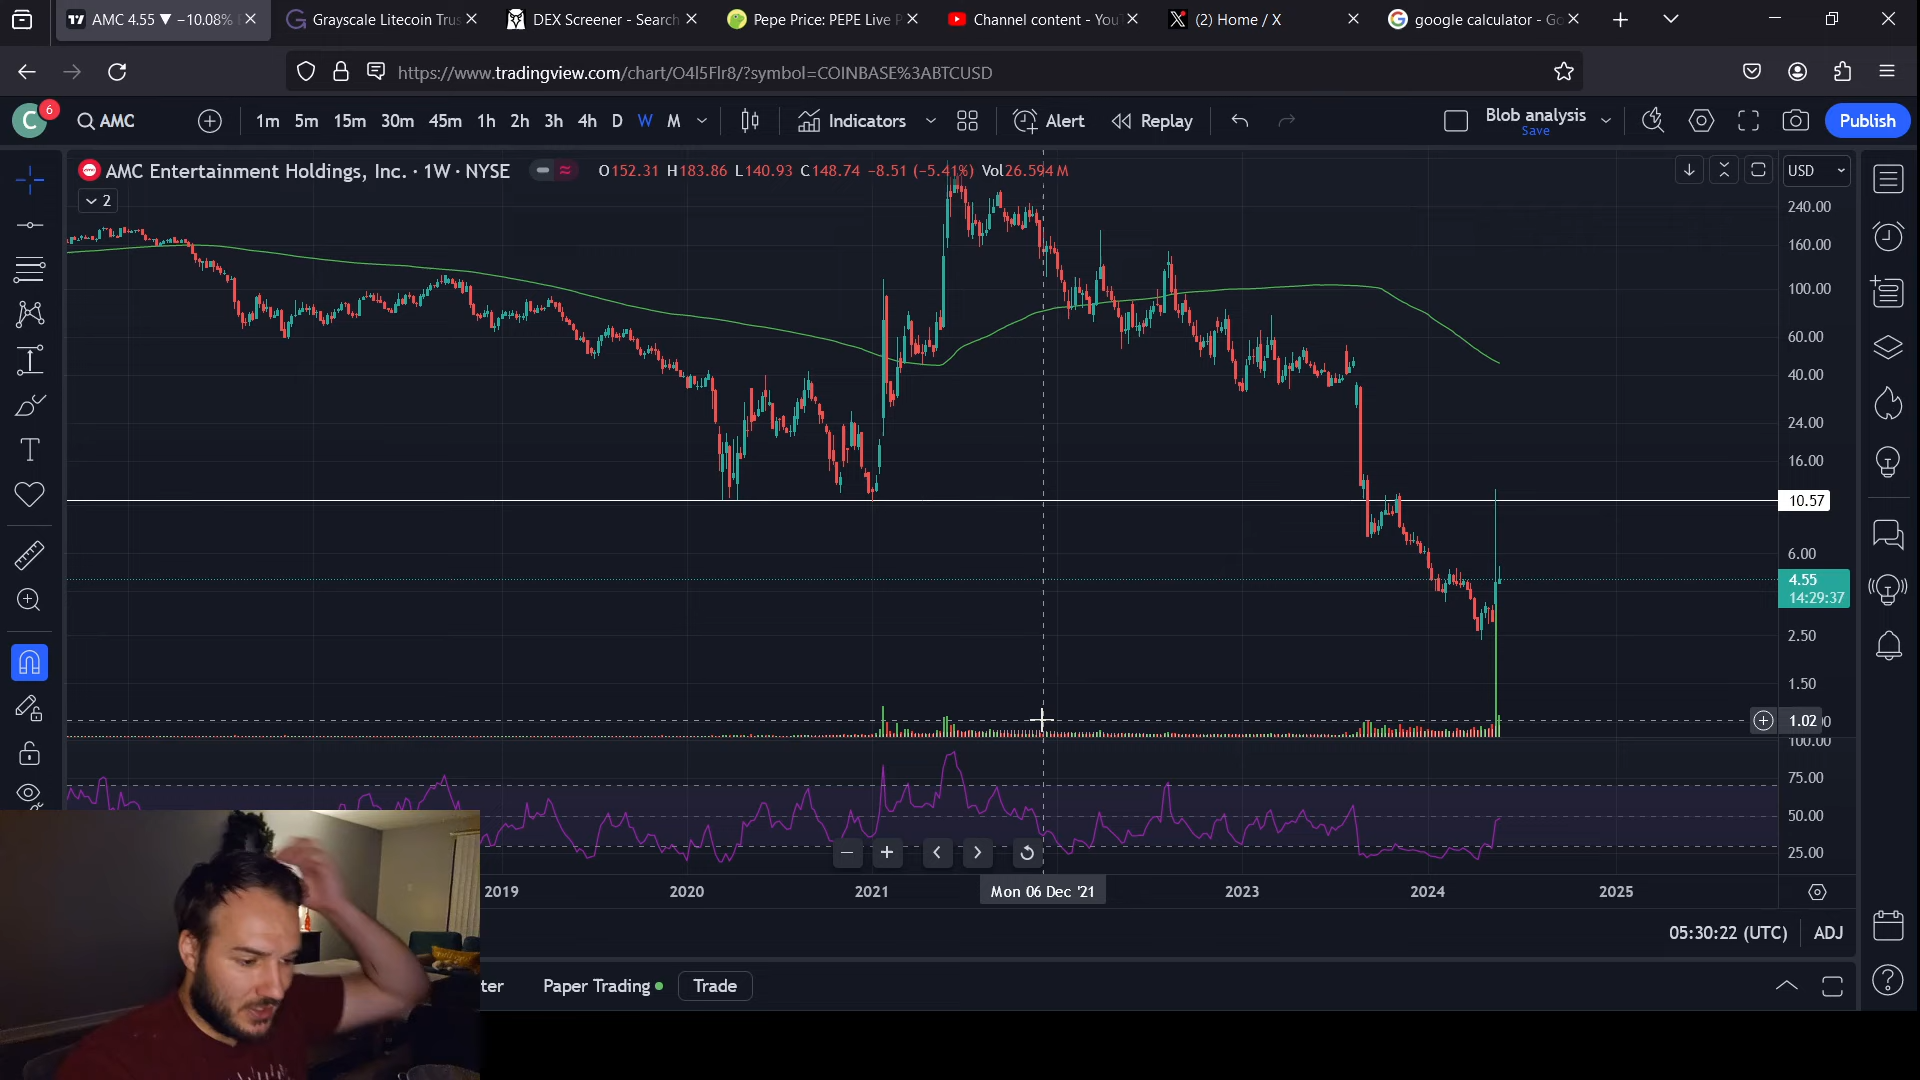 AMC 4.55 ▼ −10.08%
Grayscale Litecoin Trus
DEX Screener - Search
Pepe Price: PEPE Live P
Channel content - You
(2) Home / X
google calculator - Go
https://www.tradingview.com/chart/O4l5Flr8/?symbol=COINBASE%3ABTCUSD
C
6
AMC
1m 5m 15m 30m 45m 1h 2h 3h 4h D W M
Indicators
Alert
Replay
Blob analysis
Save
Publish
AMC Entertainment Holdings, Inc. · 1W · NYSE
O152.31 H183.86 L140.93 C148.74 −8.51 (−5.41%) Vol26.594 M
2
USD
240.00
160.00
100.00
60.00
40.00
24.00
16.00
10.57
6.00
4.55
14:29:37
2.50
1.50
1.02
100.00
75.00
50.00
25.00
2019 2020 2021 Mon 06 Dec '21 2023 2024 2025
05:30:22 (UTC) ADJ
ter
Paper Trading
Trade